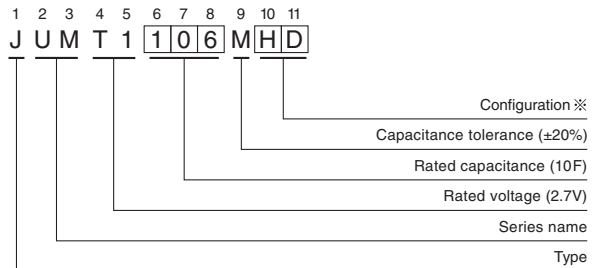 1 2 3 4 5 6 7 8 9 10 11
J U M T 1 1 0 6 M H D
Configuration ※
Capacitance tolerance (±20%)
Rated capacitance (10F)
Rated voltage (2.7V)
Series name
Type